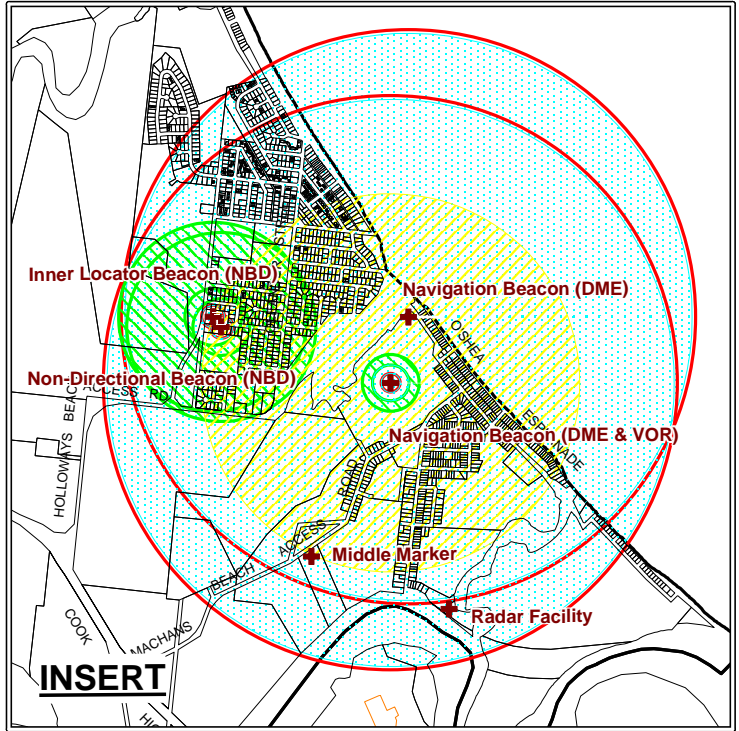 Inner Locator Beacon (NBD)
Navigation Beacon (DME)
O'SHEA
Non-Directional Beacon (NBD)
ACCESS RD
HOLLOWAYS BEACH
ESPLANADE
Navigation Beacon (DME & VOR)
ROAD
ACCESS
BEACH
MACHANS
Middle Marker
Radar Facility
COOK
INSERT